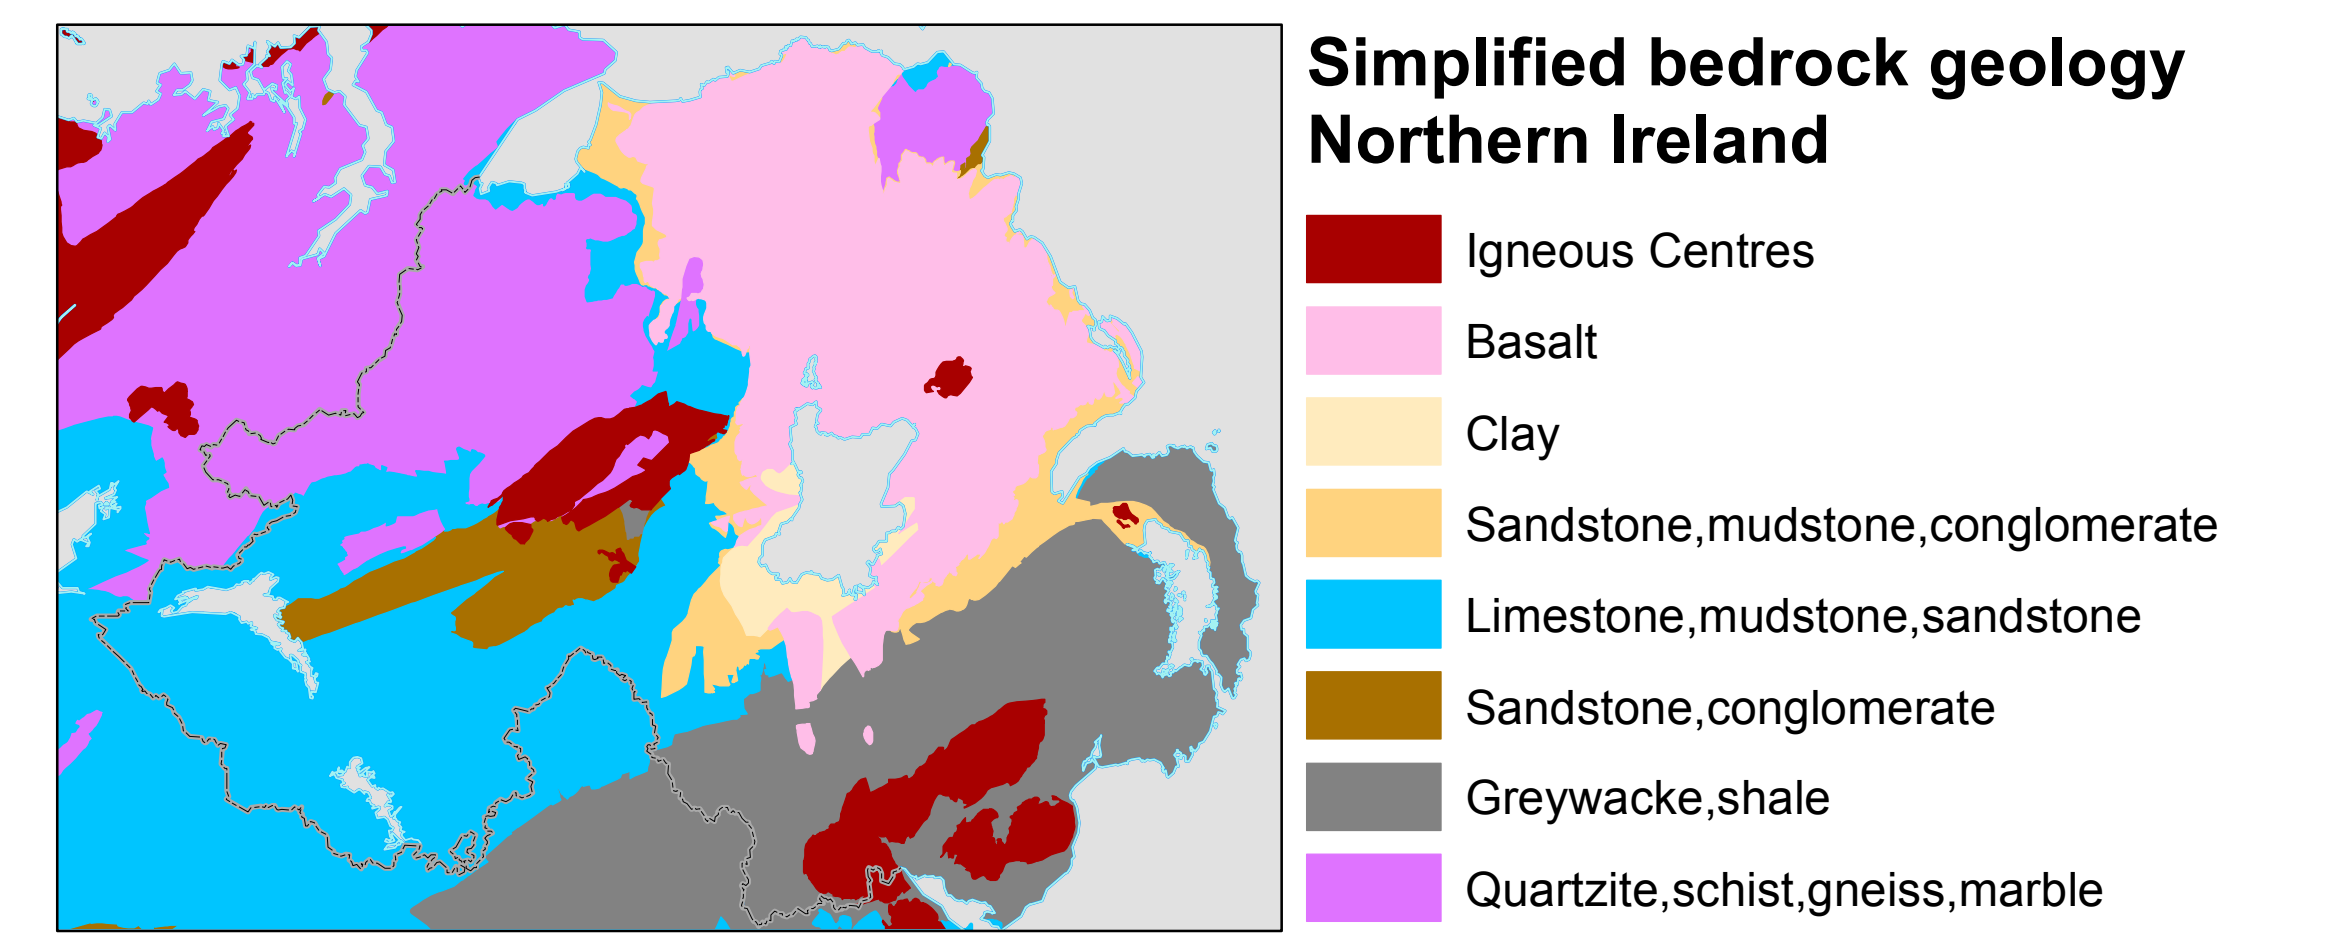 Simplified bedrock geology
Northern Ireland
Igneous Centres
Basalt
Clay
Sandstone,mudstone,conglomerate
Limestone,mudstone,sandstone
Sandstone,conglomerate
Greywacke,shale
Quartzite,schist,gneiss,marble